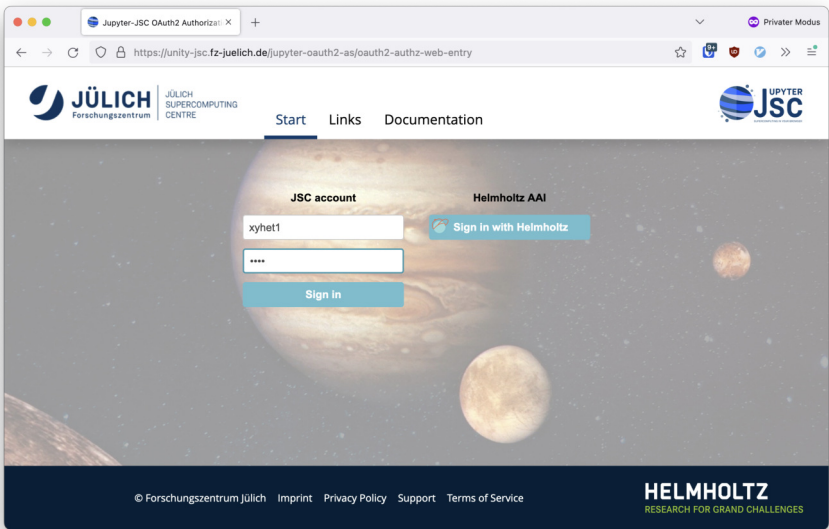 Jupyter-JSC OAuth2 Authorizati
Privater Modus
https://unity-jsc.fz-juelich.de/jupyter-oauth2-as/oauth2-authz-web-entry
9+
JÜLICH
Forschungszentrum
JÜLICH
SUPERCOMPUTING
CENTRE
Start Links Documentation
JUPYTER
JSC
JSC account
Helmholtz AAI
xyhet1
Sign in with Helmholtz
••••
Sign in
© Forschungszentrum Jülich Imprint Privacy Policy Support Terms of Service
HELMHOLTZ
RESEARCH FOR GRAND CHALLENGES